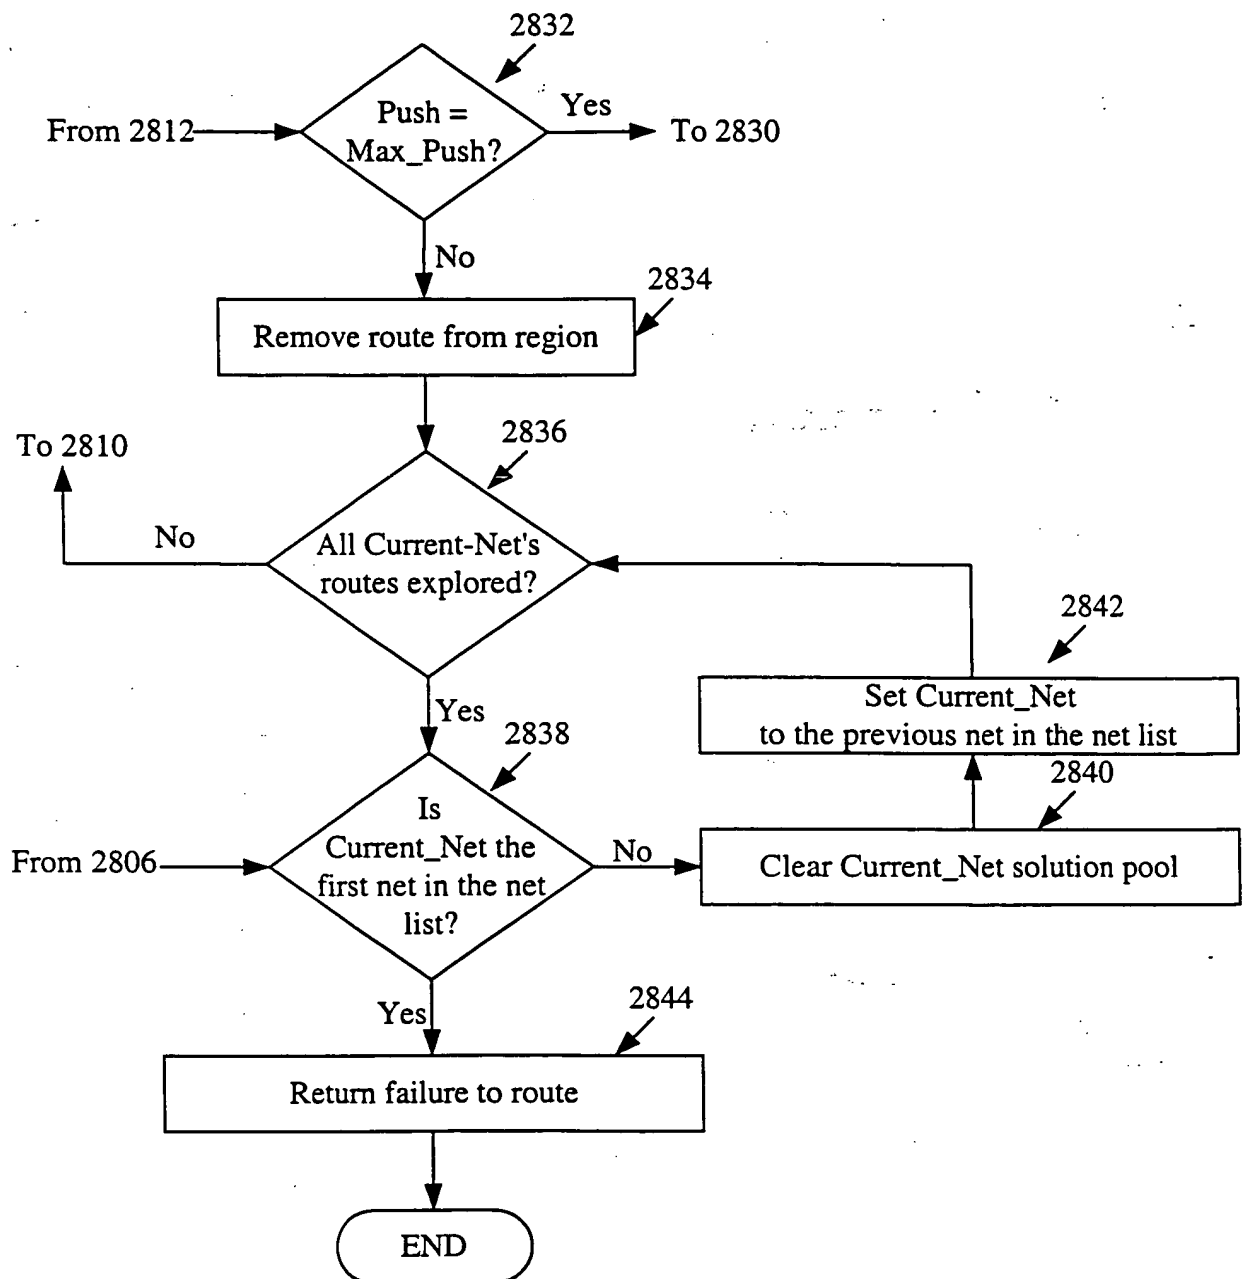 2832
Push =
Max_Push?
Yes
From 2812
To 2830
No
2834
Remove route from region
2836
To 2810
No
All Current-Net's
routes explored?
2842
Set Current_Net
to the previous net in the net list
Yes
2838
2840
Is
Current_Net the
first net in the net
list?
From 2806
No
Clear Current_Net solution pool
Yes
2844
Return failure to route
END